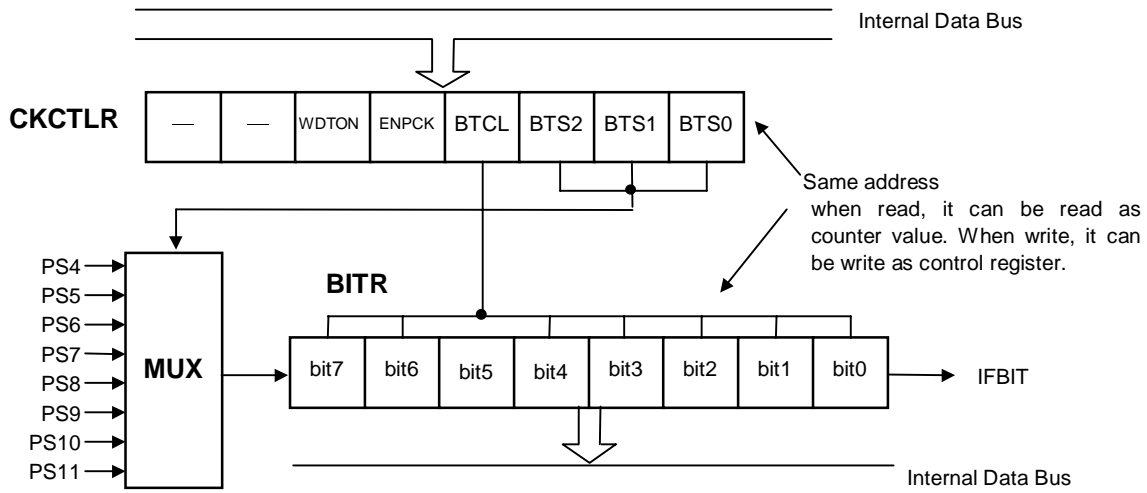 Internal Data Bus
CKCTLR
— — WDTON ENPCK BTCL BTS2 BTS1 BTS0
Same address
when read, it can be read as
counter value. When write, it can
be write as control register.
PS4
PS5
PS6
PS7
PS8
PS9
PS10
PS11
MUX
BITR
bit7 bit6 bit5 bit4 bit3 bit2 bit1 bit0
IFBIT
Internal Data Bus